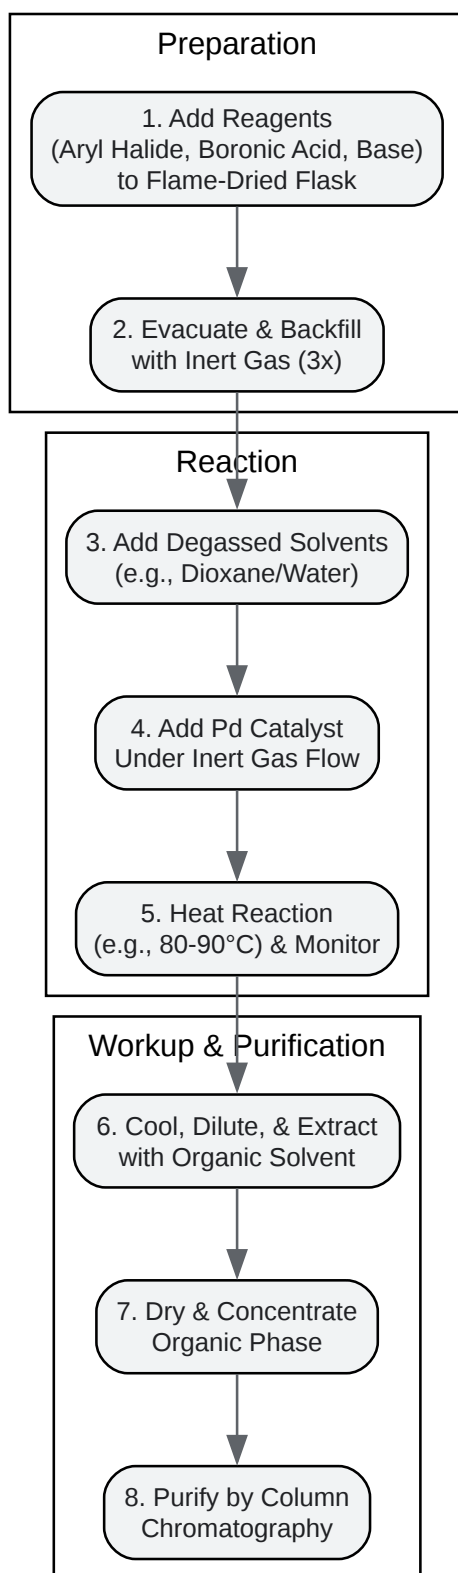 Preparation
1. Add Reagents
(Aryl Halide, Boronic Acid, Base)
to Flame-Dried Flask
2. Evacuate & Backfill
with Inert Gas (3x)
Reaction
3. Add Degassed Solvents
(e.g., Dioxane/Water)
4. Add Pd Catalyst
Under Inert Gas Flow
5. Heat Reaction
(e.g., 80-90°C) & Monitor
Workup & Purification
6. Cool, Dilute, & Extract
with Organic Solvent
7. Dry & Concentrate
Organic Phase
8. Purify by Column
Chromatography